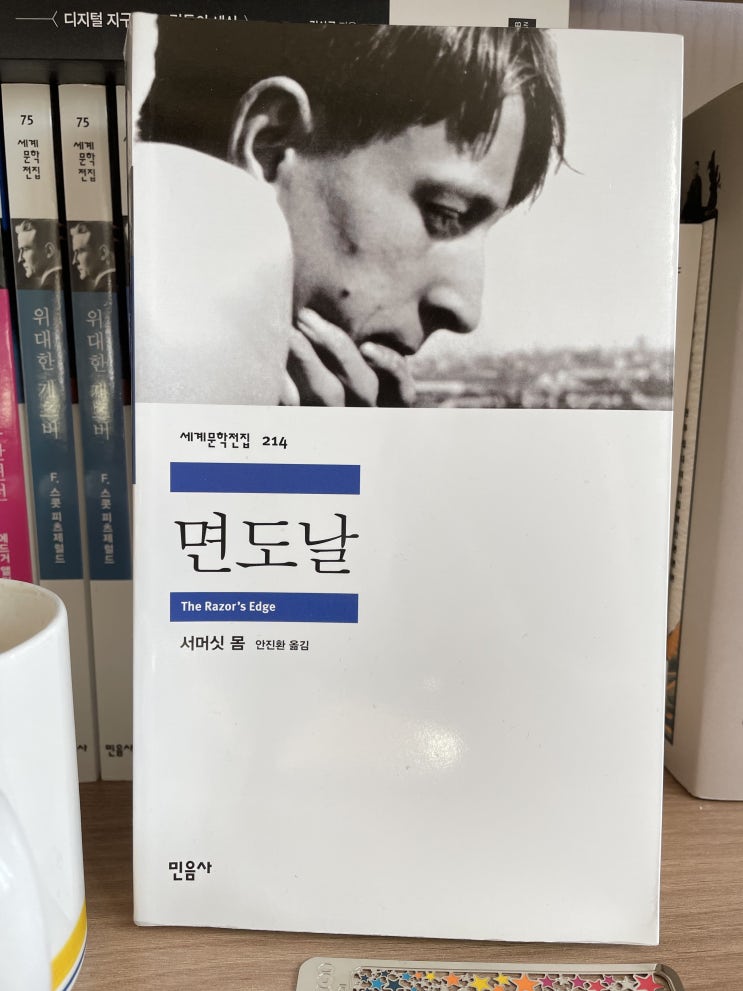 디지털 지구
75
세계
문학
전집
위대한 개츠비
F. 스콧 피츠제럴드
75
세계
문학
전집
위대한 개츠비
F. 스콧 피츠제럴드
민음사
세계문학전집 214
면도날
The Razor's Edge
서머싯 몸 안진환 옮김
민음사